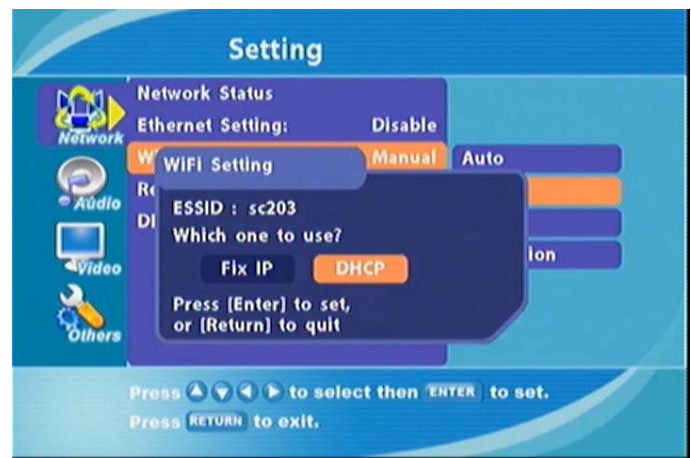 Setting
Network
Audio
Video
Others
Network Status
Ethernet Setting: Disable
Manual
Auto
WiFi Setting
ESSID : sc203
Which one to use?
Fix IP DHCP
Press [Enter] to set,
or [Return] to quit
Press to select then ENTER to set.
Press RETURN to exit.